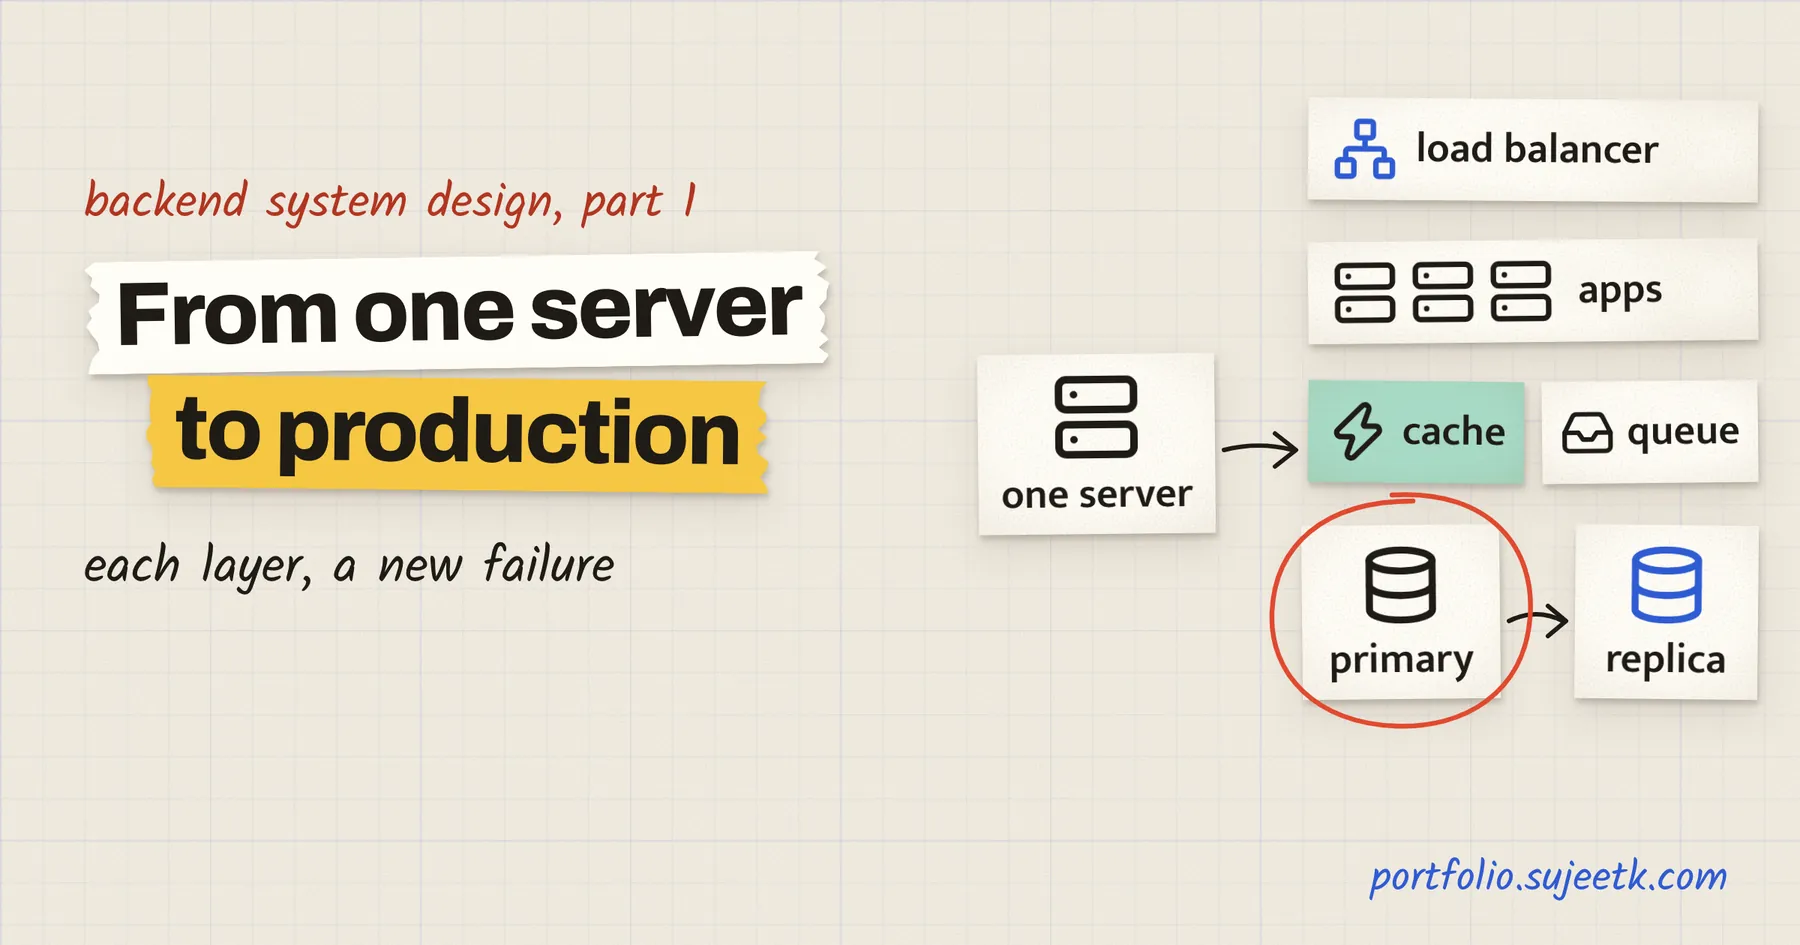 backend system design, part 1
From one server
to production
each layer, a new failure
one server
load balancer
apps
cache
queue
primary
replica
portfolio.sujeetk.com